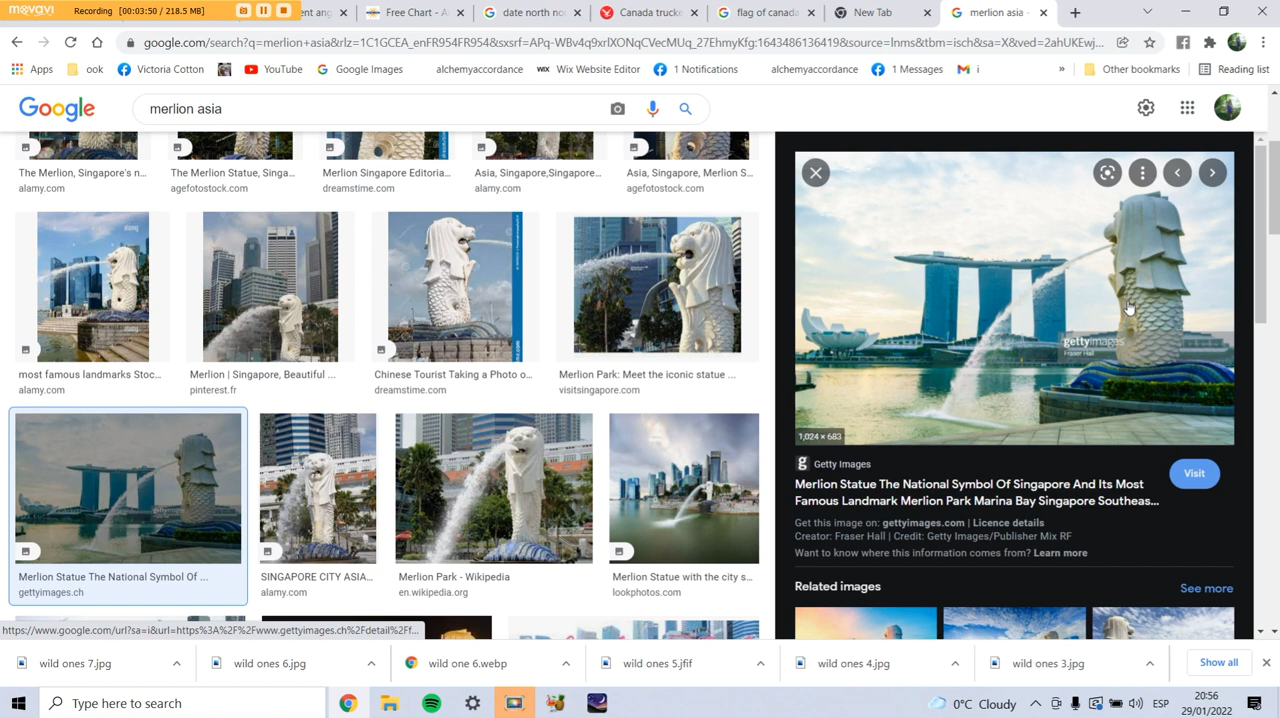 movavi
Recording [00:03:50 / 218.5 MB]
ent ang
Free Chart - A
date north no
Canada trucke
flag of canada
New Tab
merlion asia -
google.com/search?q=merlion+asia&rlz=1C1GCEA_enFR954FR954&sxsrf=APq-WBv4q9xrlXONqCVecMUq_27EhmyKfg:1643486136419&source=lnms&tbm=isch&sa=X&ved=2ahUKEwj...
Apps
ook
Victoria Cotton
YouTube
Google Images
alchemyaccordance
WIX Wix Website Editor
1 Notifications
alchemyaccordance
1 Messages
i
»
Other bookmarks
Reading list
Google
merlion asia
The Merlion, Singapore's n...
alamy.com
The Merlion Statue, Singa...
agefotostock.com
Merlion Singapore Editoria...
dreamstime.com
Asia, Singapore,Singapore...
alamy.com
Asia, Singapore, Merlion S...
agefotostock.com
most famous landmarks Stoc...
alamy.com
Merlion | Singapore, Beautiful ...
pinterest.fr
Chinese Tourist Taking a Photo o...
dreamstime.com
Merlion Park: Meet the iconic statue ...
visitsingapore.com
Merlion Statue The National Symbol Of ...
gettyimages.ch
SINGAPORE CITY ASIA...
alamy.com
Merlion Park - Wikipedia
en.wikipedia.org
Merlion Statue with the city s...
lookphotos.com
gettyimages
Fraser Hall
1,024 × 683
Getty Images
Merlion Statue The National Symbol Of Singapore And Its Most
Famous Landmark Merlion Park Marina Bay Singapore Southeas...
Visit
Get this image on: gettyimages.com | Licence details
Creator: Fraser Hall | Credit: Getty Images/Publisher Mix RF
Want to know where this information comes from? Learn more
Related images
See more
https://www.google.com/url?sa=i&url=https%3A%2F%2Fwww.gettyimages.ch%2Fdetail%2Ff...
wild ones 7.jpg
wild ones 6.jpg
wild one 6.webp
wild ones 5.jfif
wild ones 4.jpg
wild ones 3.jpg
Show all
Type here to search
0°C Cloudy
ESP
20:56
29/01/2022